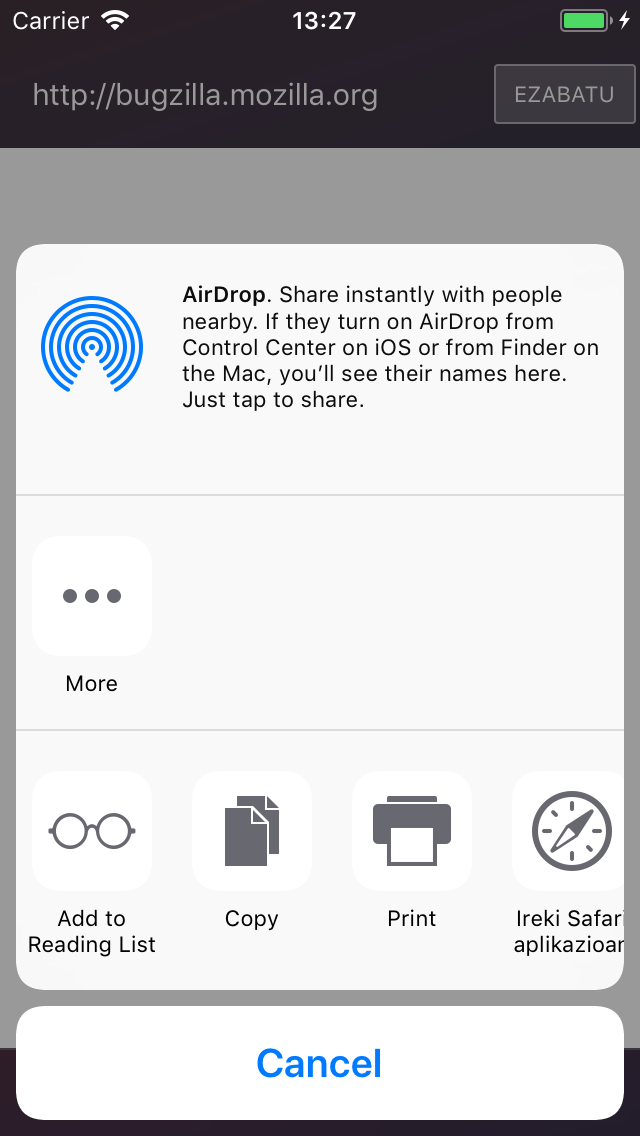 Carrier 13:27
http://bugzilla.mozilla.org EZABATU
AirDrop. Share instantly with people
nearby. If they turn on AirDrop from
Control Center on iOS or from Finder on
the Mac, you’ll see their names here.
Just tap to share.
More
Add to
Reading List
Copy
Print
Ireki Safari
aplikazioan
Cancel